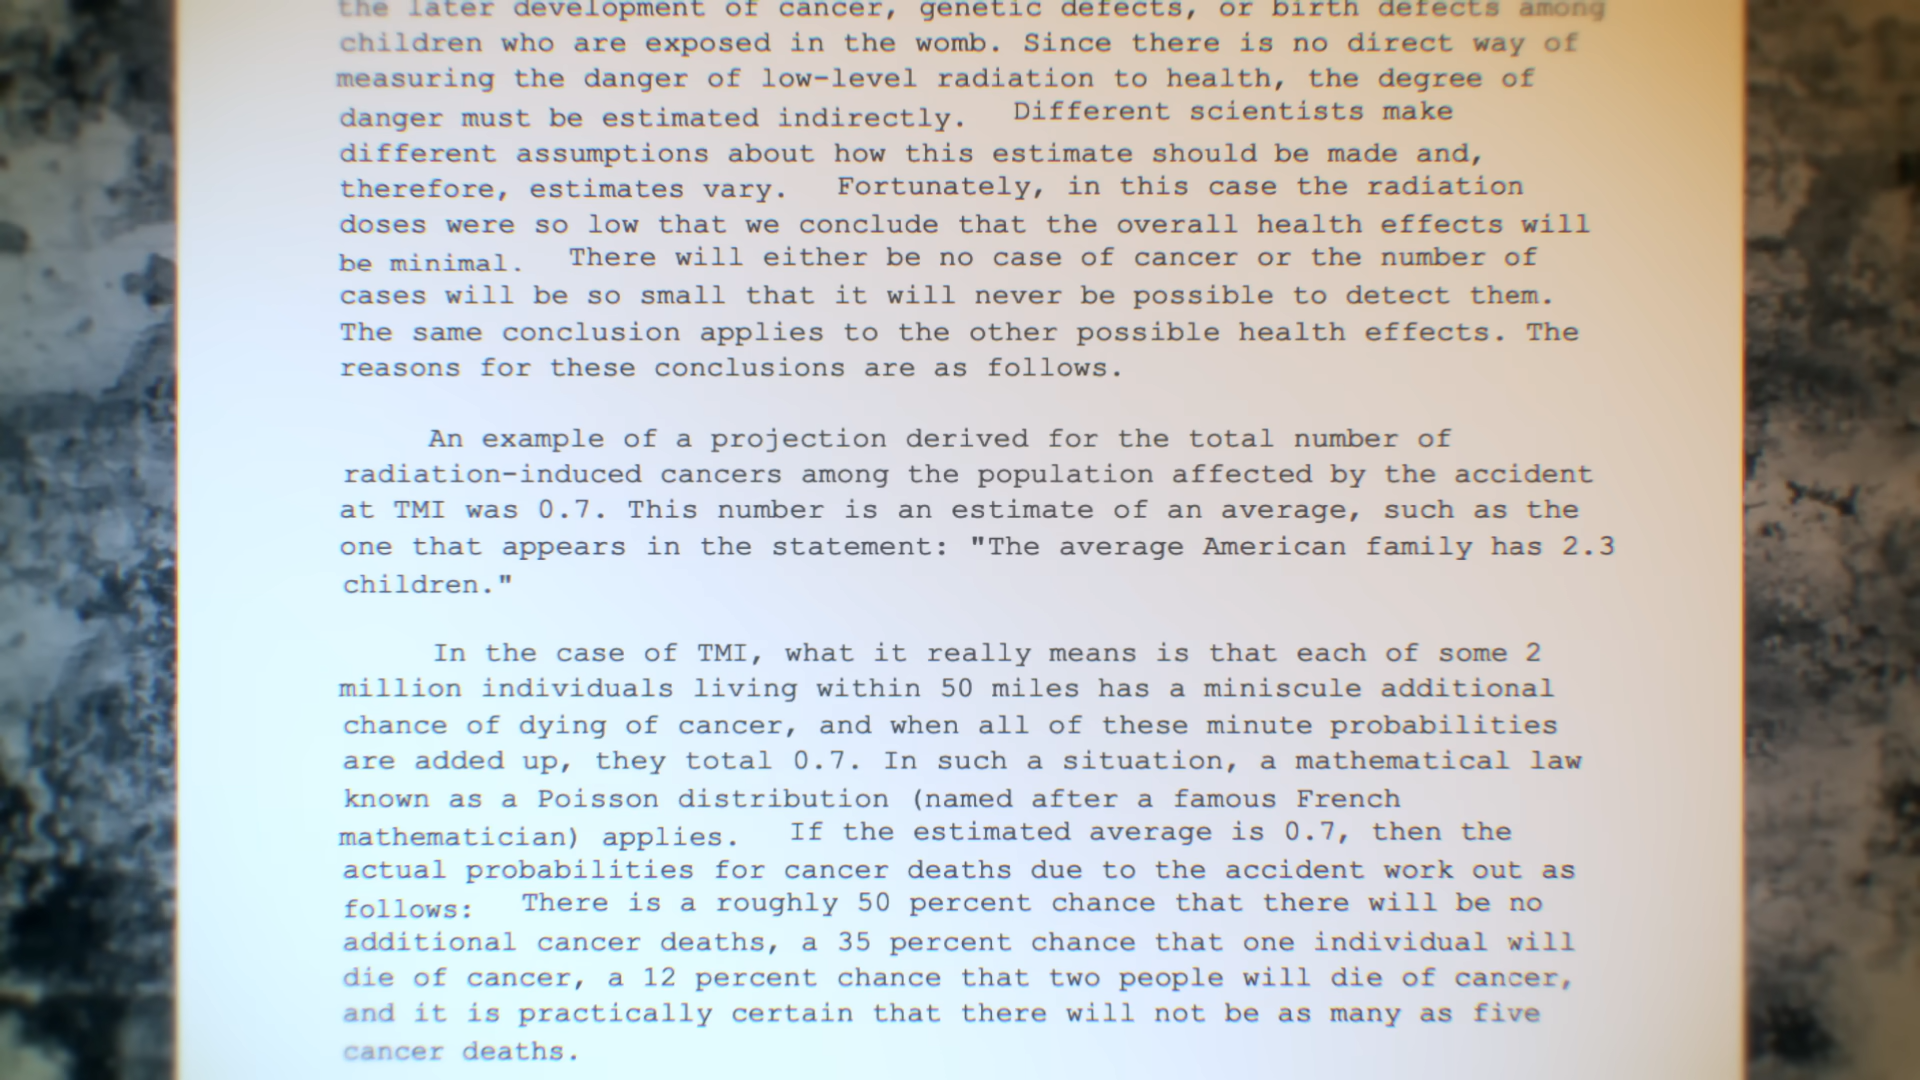 the later development of cancer, genetic defects, or birth defects among
children who are exposed in the womb. Since there is no direct way of
measuring the danger of low-level radiation to health, the degree of
danger must be estimated indirectly. Different scientists make
different assumptions about how this estimate should be made and,
therefore, estimates vary. Fortunately, in this case the radiation
doses were so low that we conclude that the overall health effects will
be minimal. There will either be no case of cancer or the number of
cases will be so small that it will never be possible to detect them.
The same conclusion applies to the other possible health effects. The
reasons for these conclusions are as follows.
An example of a projection derived for the total number of
radiation-induced cancers among the population affected by the accident
at TMI was 0.7. This number is an estimate of an average, such as the
one that appears in the statement: "The average American family has 2.3
children."
In the case of TMI, what it really means is that each of some 2
million individuals living within 50 miles has a miniscule additional
chance of dying of cancer, and when all of these minute probabilities
are added up, they total 0.7. In such a situation, a mathematical law
known as a Poisson distribution (named after a famous French
mathematician) applies. If the estimated average is 0.7, then the
actual probabilities for cancer deaths due to the accident work out as
follows: There is a roughly 50 percent chance that there will be no
additional cancer deaths, a 35 percent chance that one individual will
die of cancer, a 12 percent chance that two people will die of cancer,
and it is practically certain that there will not be as many as five
cancer deaths.